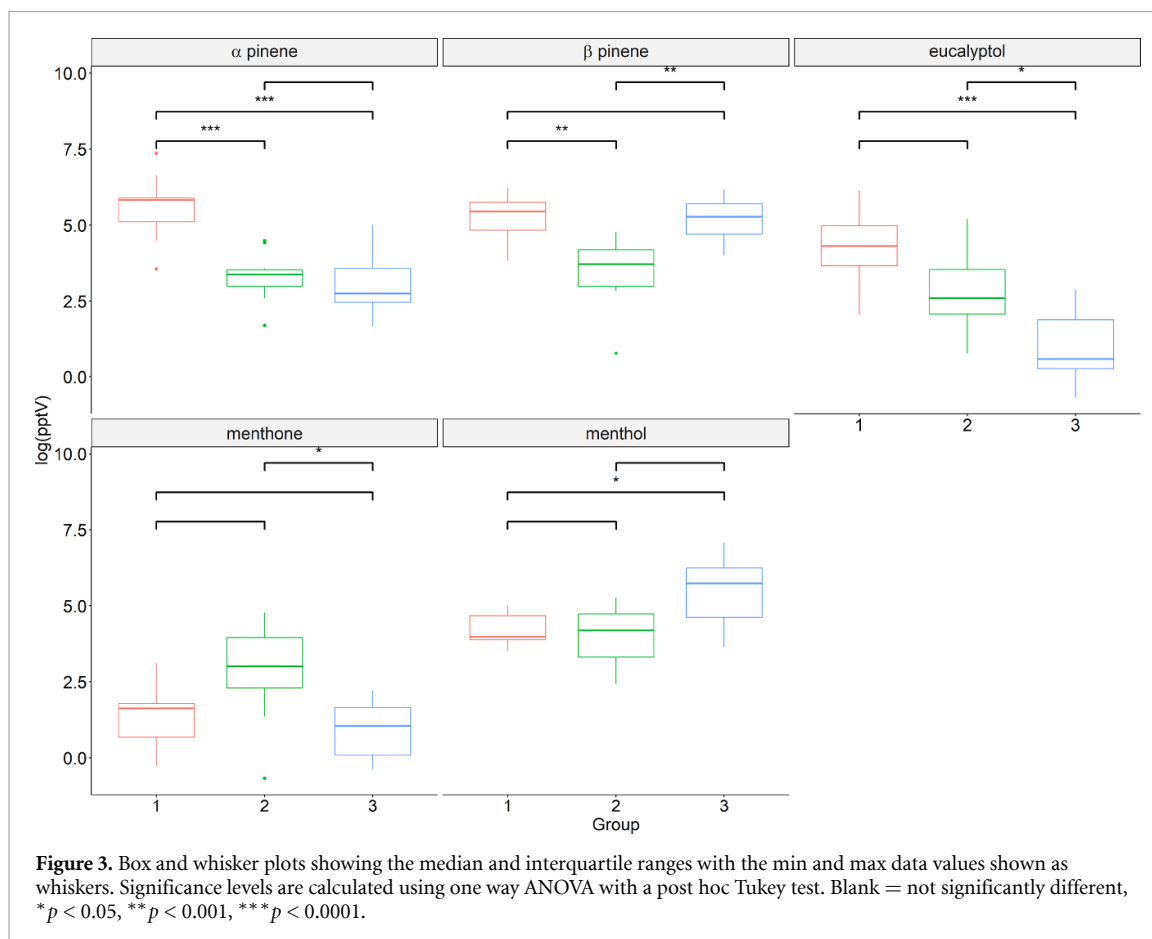 α pinene
β pinene
eucalyptol
10.0
**
*
***
***
***
**
7.5
5.0
2.5
0.0
1 2 3
log(pptV)
menthone
menthol
10.0
*
*
7.5
5.0
2.5
0.0
1 2 3
1 2 3
Group
Figure 3. Box and whisker plots showing the median and interquartile ranges with the min and max data values shown as
whiskers. Significance levels are calculated using one way ANOVA with a post hoc Tukey test. Blank = not significantly different,
*p < 0.05, **p < 0.001, ***p < 0.0001.